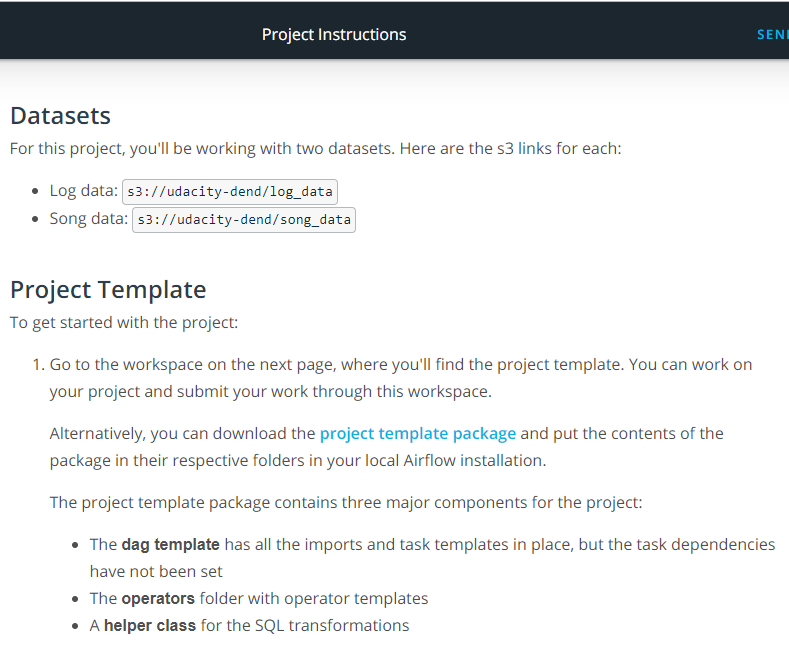 Project Instructions
SEN
Datasets
For this project, you'll be working with two datasets. Here are the s3 links for each:
• Log data: s3://udacity-dend/log_data
• Song data: s3://udacity-dend/song_data
Project Template
To get started with the project:
1. Go to the workspace on the next page, where you'll find the project template. You can work on
your project and submit your work through this workspace.
Alternatively, you can download the project template package and put the contents of the
package in their respective folders in your local Airflow installation.
The project template package contains three major components for the project:
• The dag template has all the imports and task templates in place, but the task dependencies
have not been set
• The operators folder with operator templates
• A helper class for the SQL transformations